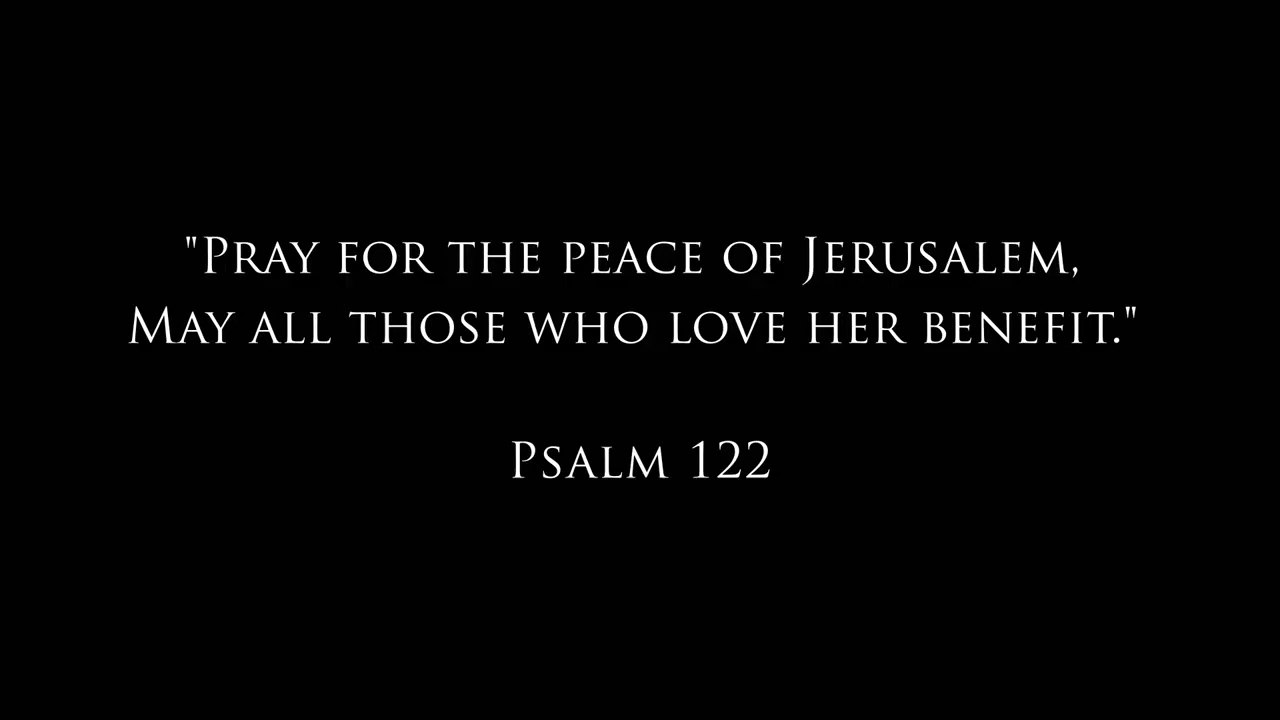 "Pray for the peace of Jerusalem,
May all those who love her benefit."
Psalm 122